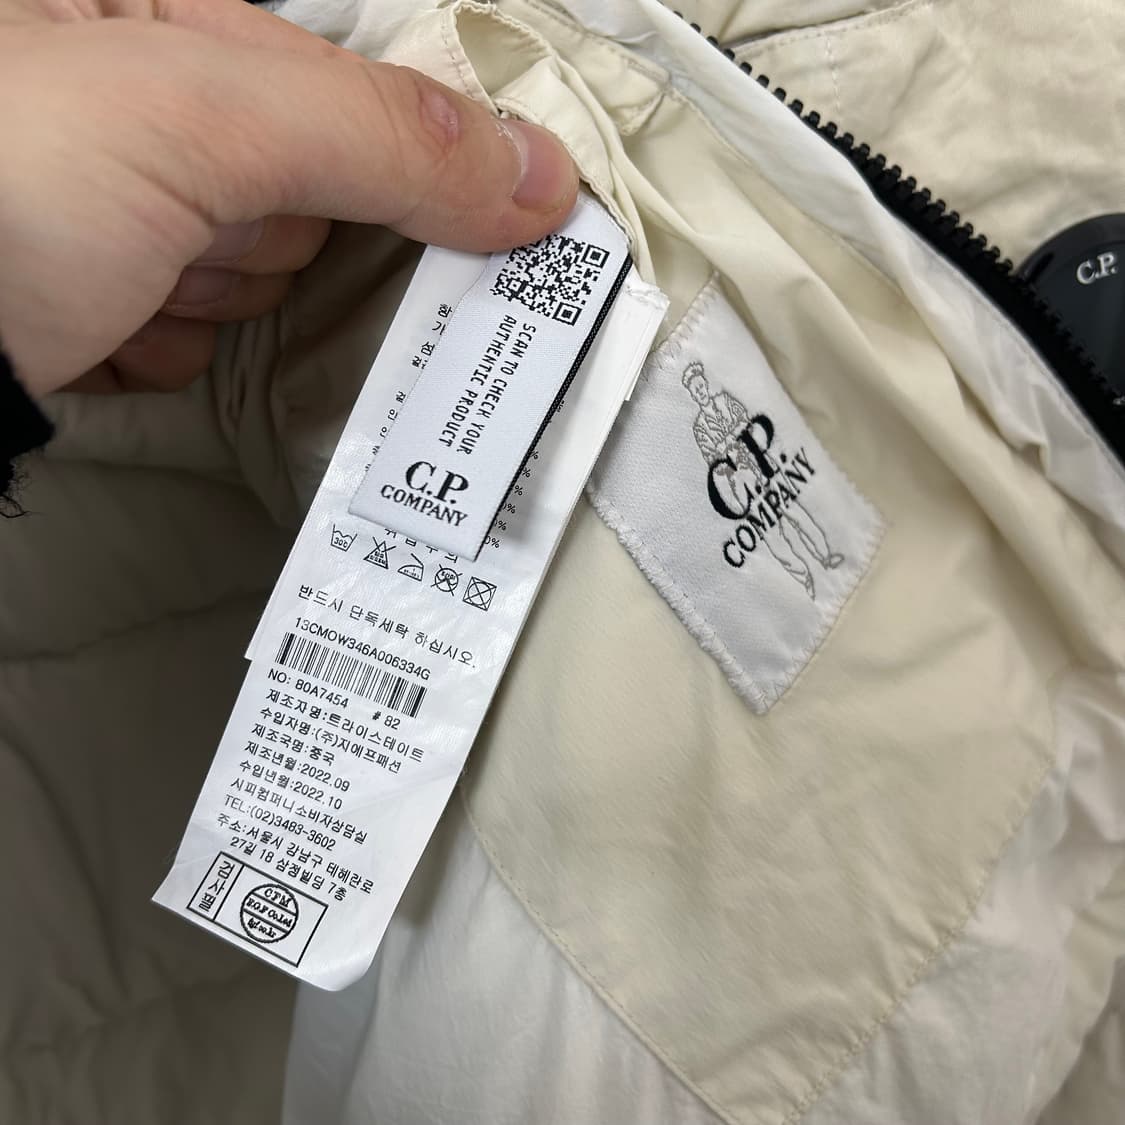 SCAN TO CHECK YOUR
AUTHENTIC PRODUCT
C.P.
COMPANY
30C
반드시 단독세탁 하십시오.
13CMOW346A006334G
NO: 80A7454 # 82
제조자명:트라이스테이트
수입자명:(주)지에프패션
제조국명:중국
제조년월:2022.09
수입년월:2022.10
시피컴퍼니소비자상담실
TEL:(02)3483-3602
주소:서울시 강남구 테헤란로
27길 18 삼정빌딩 7층
검사필
C.P.
COMPANY
C.P.